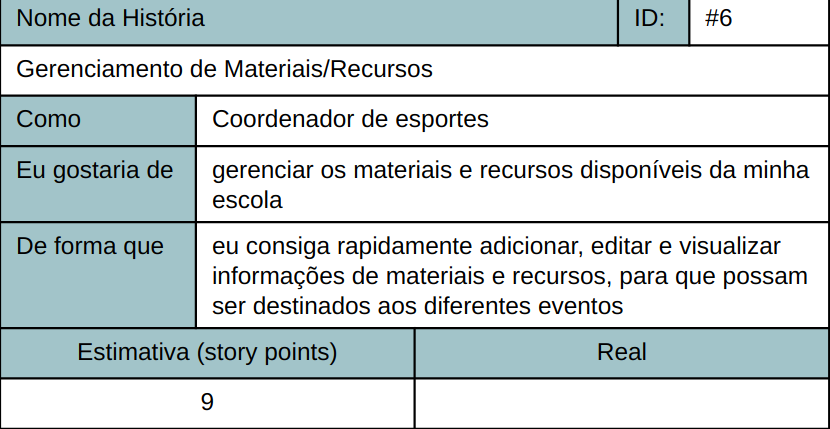 Nome da História ID: #6
Gerenciamento de Materiais/Recursos
Como Coordenador de esportes
Eu gostaria de gerenciar os materiais e recursos disponíveis da minha
escola
De forma que eu consiga rapidamente adicionar, editar e visualizar
informações de materiais e recursos, para que possam
ser destinados aos diferentes eventos
Estimativa (story points) Real
9